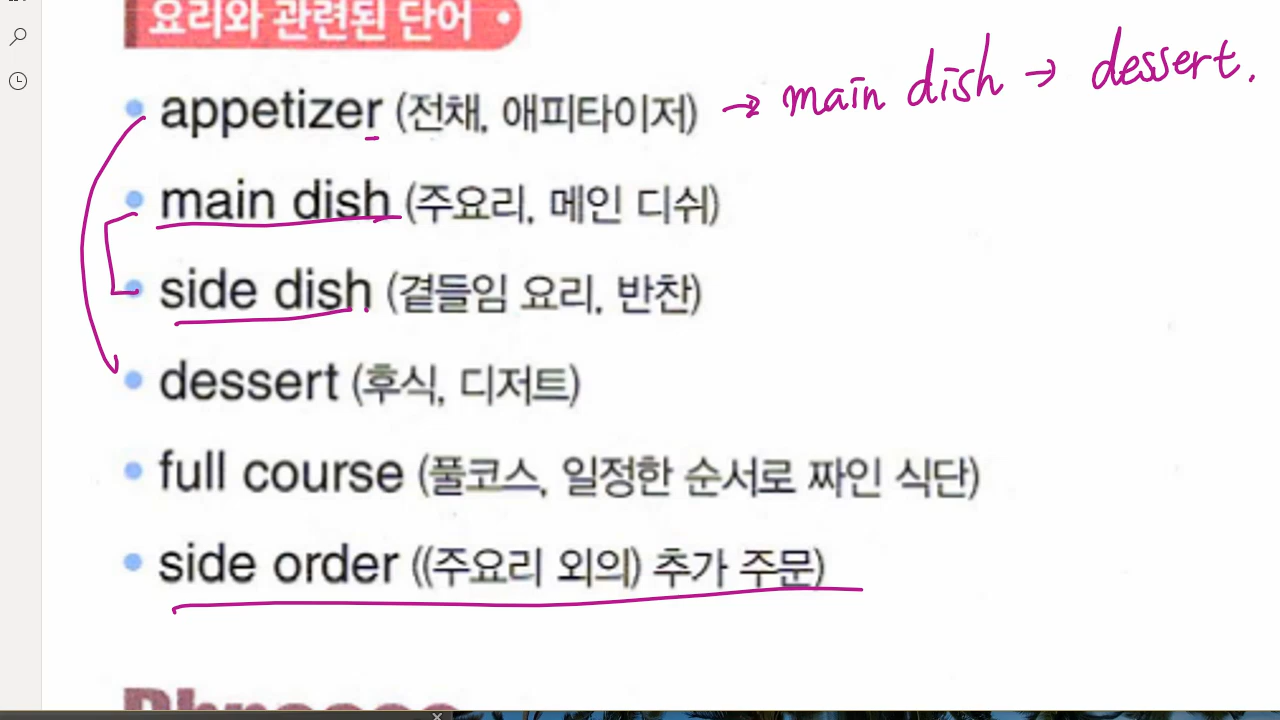 요리와 관련된 단어
• appetizer (전채, 애피타이저) → main dish → dessert.
• main dish (주요리, 메인 디쉬)
• side dish (곁들임 요리, 반찬)
• dessert (후식, 디저트)
• full course (풀코스, 일정한 순서로 짜인 식단)
• side order ((주요리 외의) 추가 주문)
Phrases